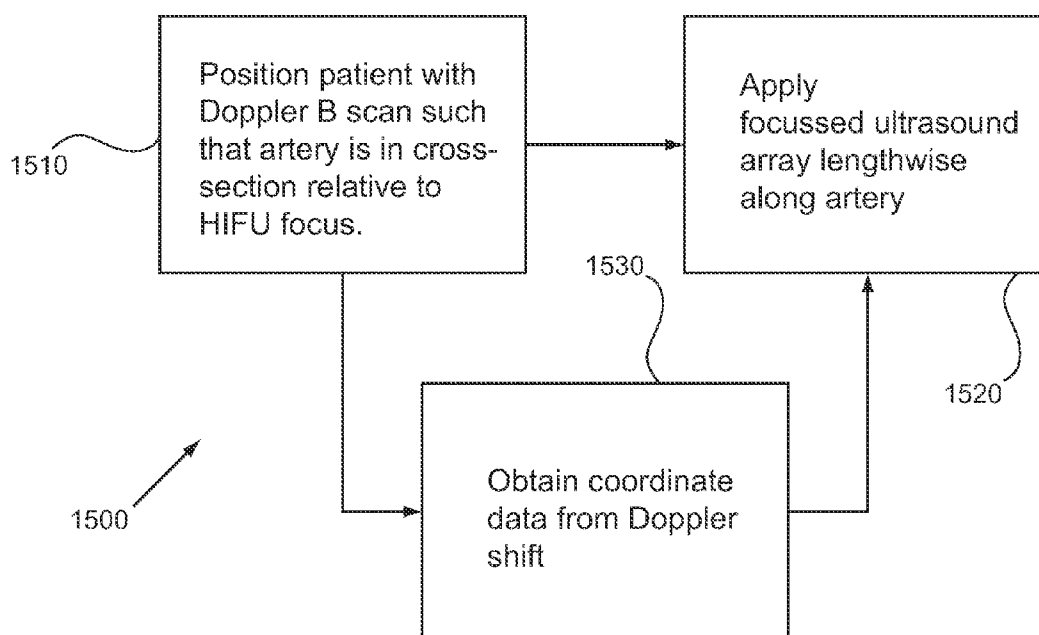 Position patient with
Doppler B scan such
that artery is in cross-
section relative to
HIFU focus.
1510
Apply
focussed ultrasound
array lengthwise
along artery
1530
1520
Obtain coordinate
data from Doppler
shift
1500